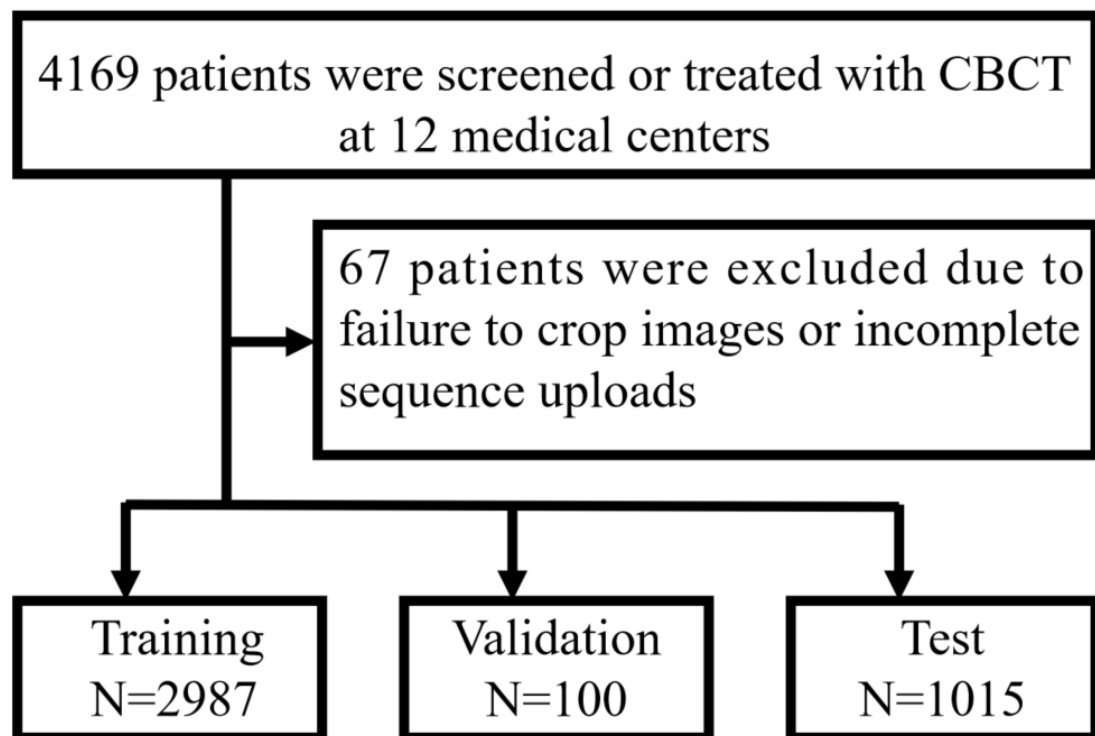 4169 patients were screened or treated with CBCT
at 12 medical centers
67 patients were excluded due to
failure to crop images or incomplete
sequence uploads
Training
N=2987
Validation
N=100
Test
N=1015